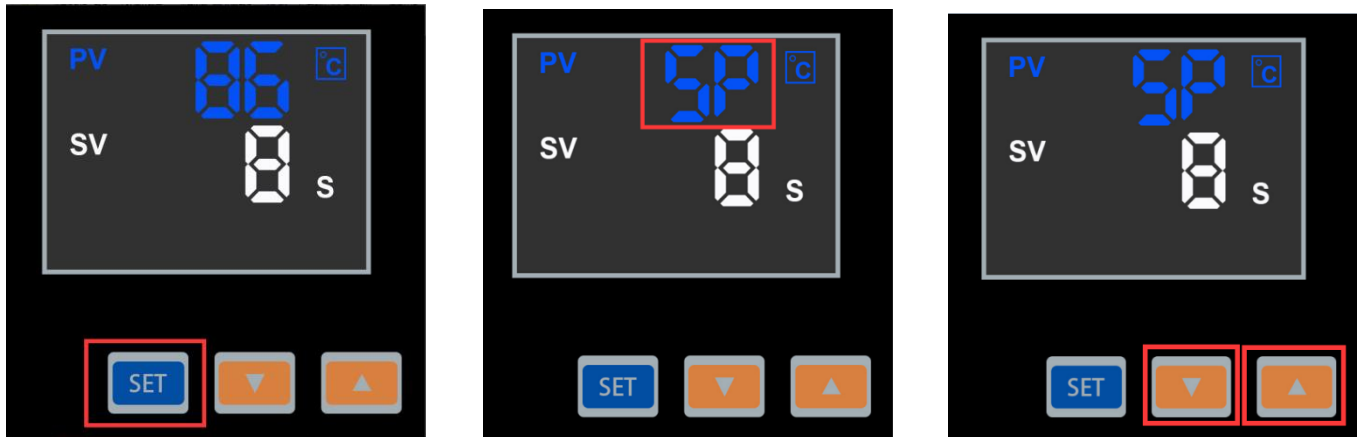 PV 86 °C
SV 8 S
SET ▼ ▲
PV SP °C
SV 8 S
SET ▼ ▲
PV SP °C
SV 8 S
SET ▼ ▲